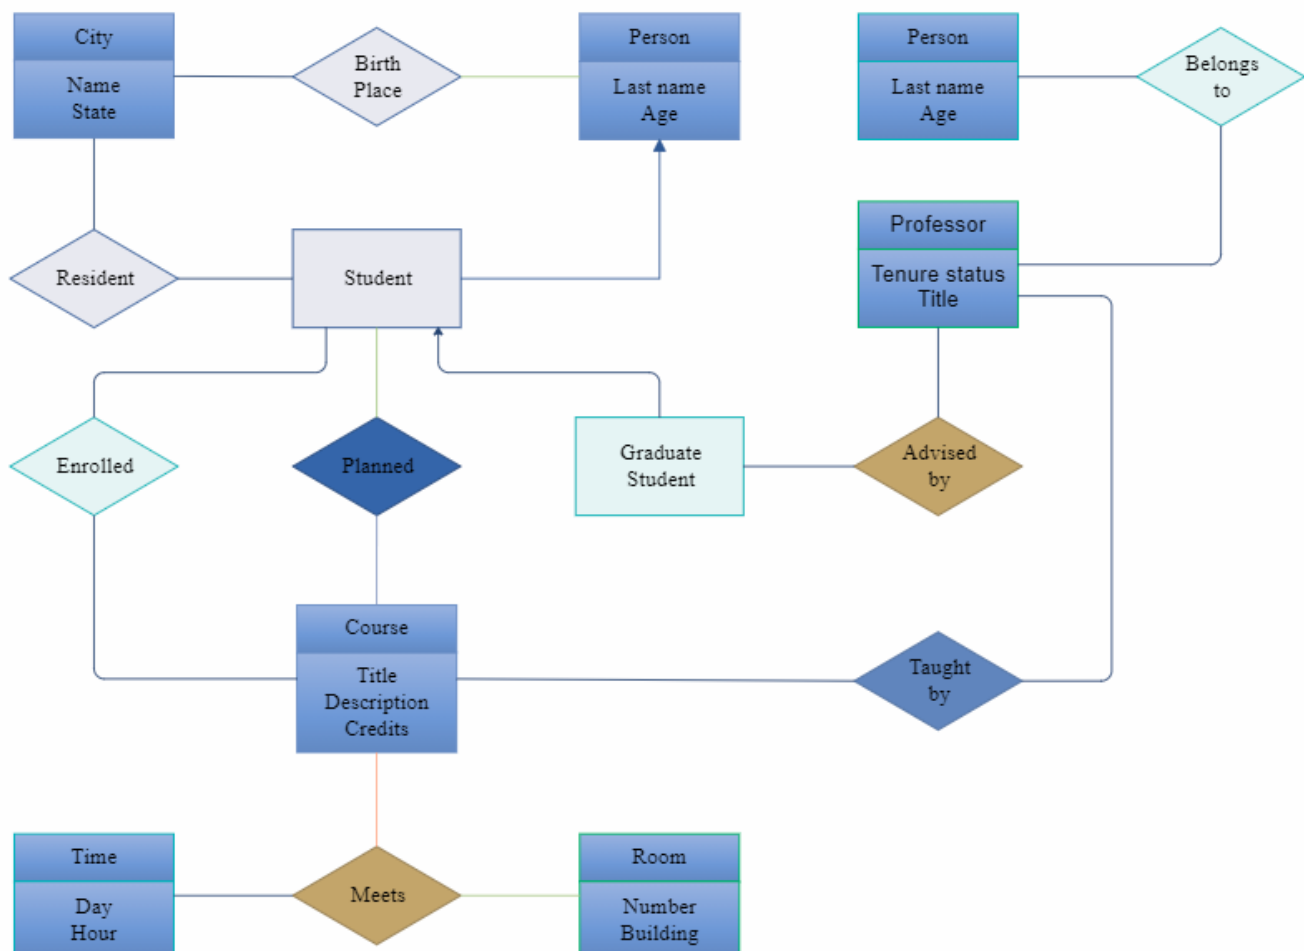 City
Name
State
Birth
Place
Person
Last name
Age
Person
Last name
Age
Belongs
to
Resident
Student
Professor
Tenure status
Title
Enrolled
Planned
Graduate
Student
Advised
by
Course
Title
Description
Credits
Taught
by
Time
Day
Hour
Meets
Room
Number
Building